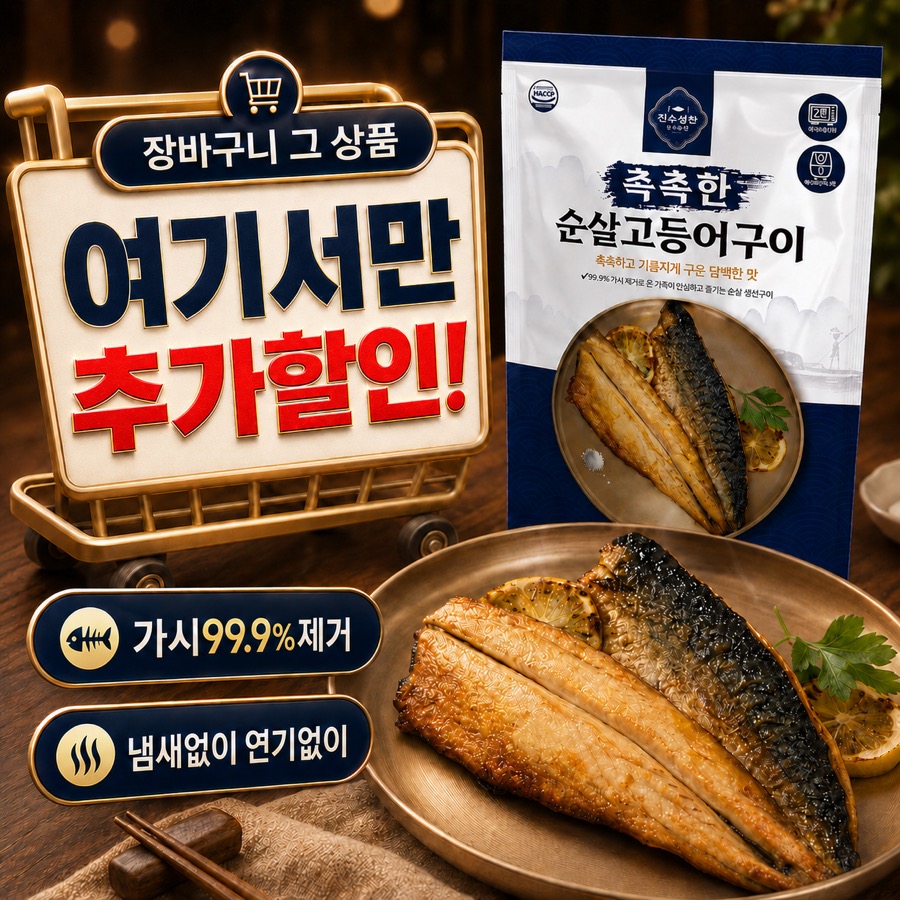 장바구니 그 상품
여기서만
추가할인!
HACCP
진수성찬
촉촉한
순살고등어구이
촉촉하고 기름지게 구운 담백한 맛
✓99.9% 가시 제거로 온 가족이 안심하고 즐기는 순살 생선구이
가시99.9%제거
냄새없이 연기없이